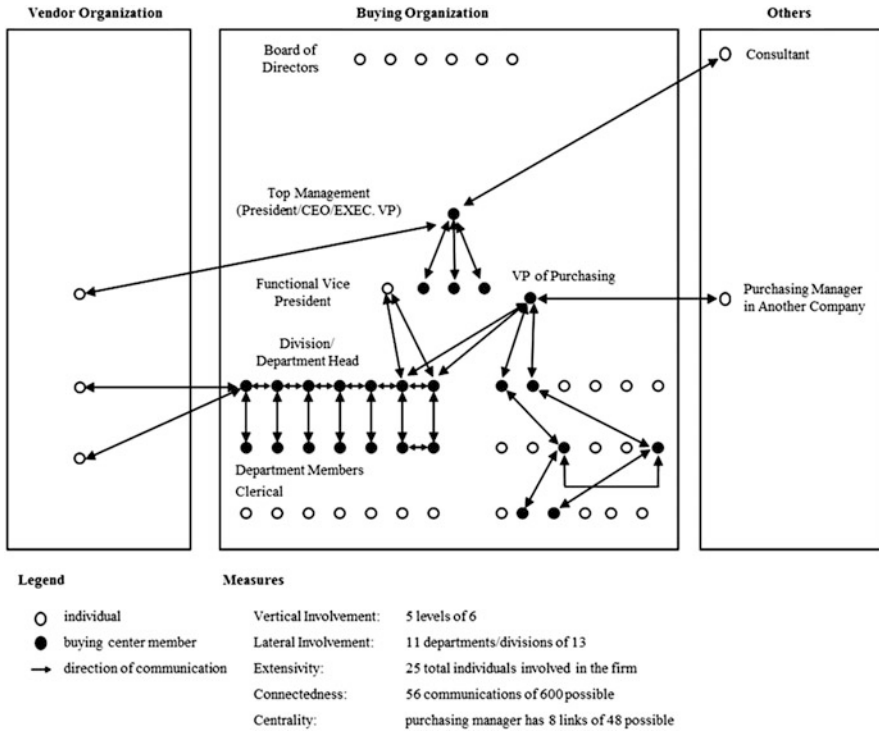 Vendor Organization
Buying Organization
Others
Board of
Directors
Consultant
Top Management
(President/CEO/EXEC. VP)
VP of Purchasing
Functional Vice
President
Purchasing Manager
in Another Company
Division/
Department Head
Department Members
Clerical
Legend
individual
buying center member
direction of communication
Measures
Vertical Involvement: 5 levels of 6
Lateral Involvement: 11 departments/divisions of 13
Extensivity: 25 total individuals involved in the firm
Connectedness: 56 communications of 600 possible
Centrality: purchasing manager has 8 links of 48 possible